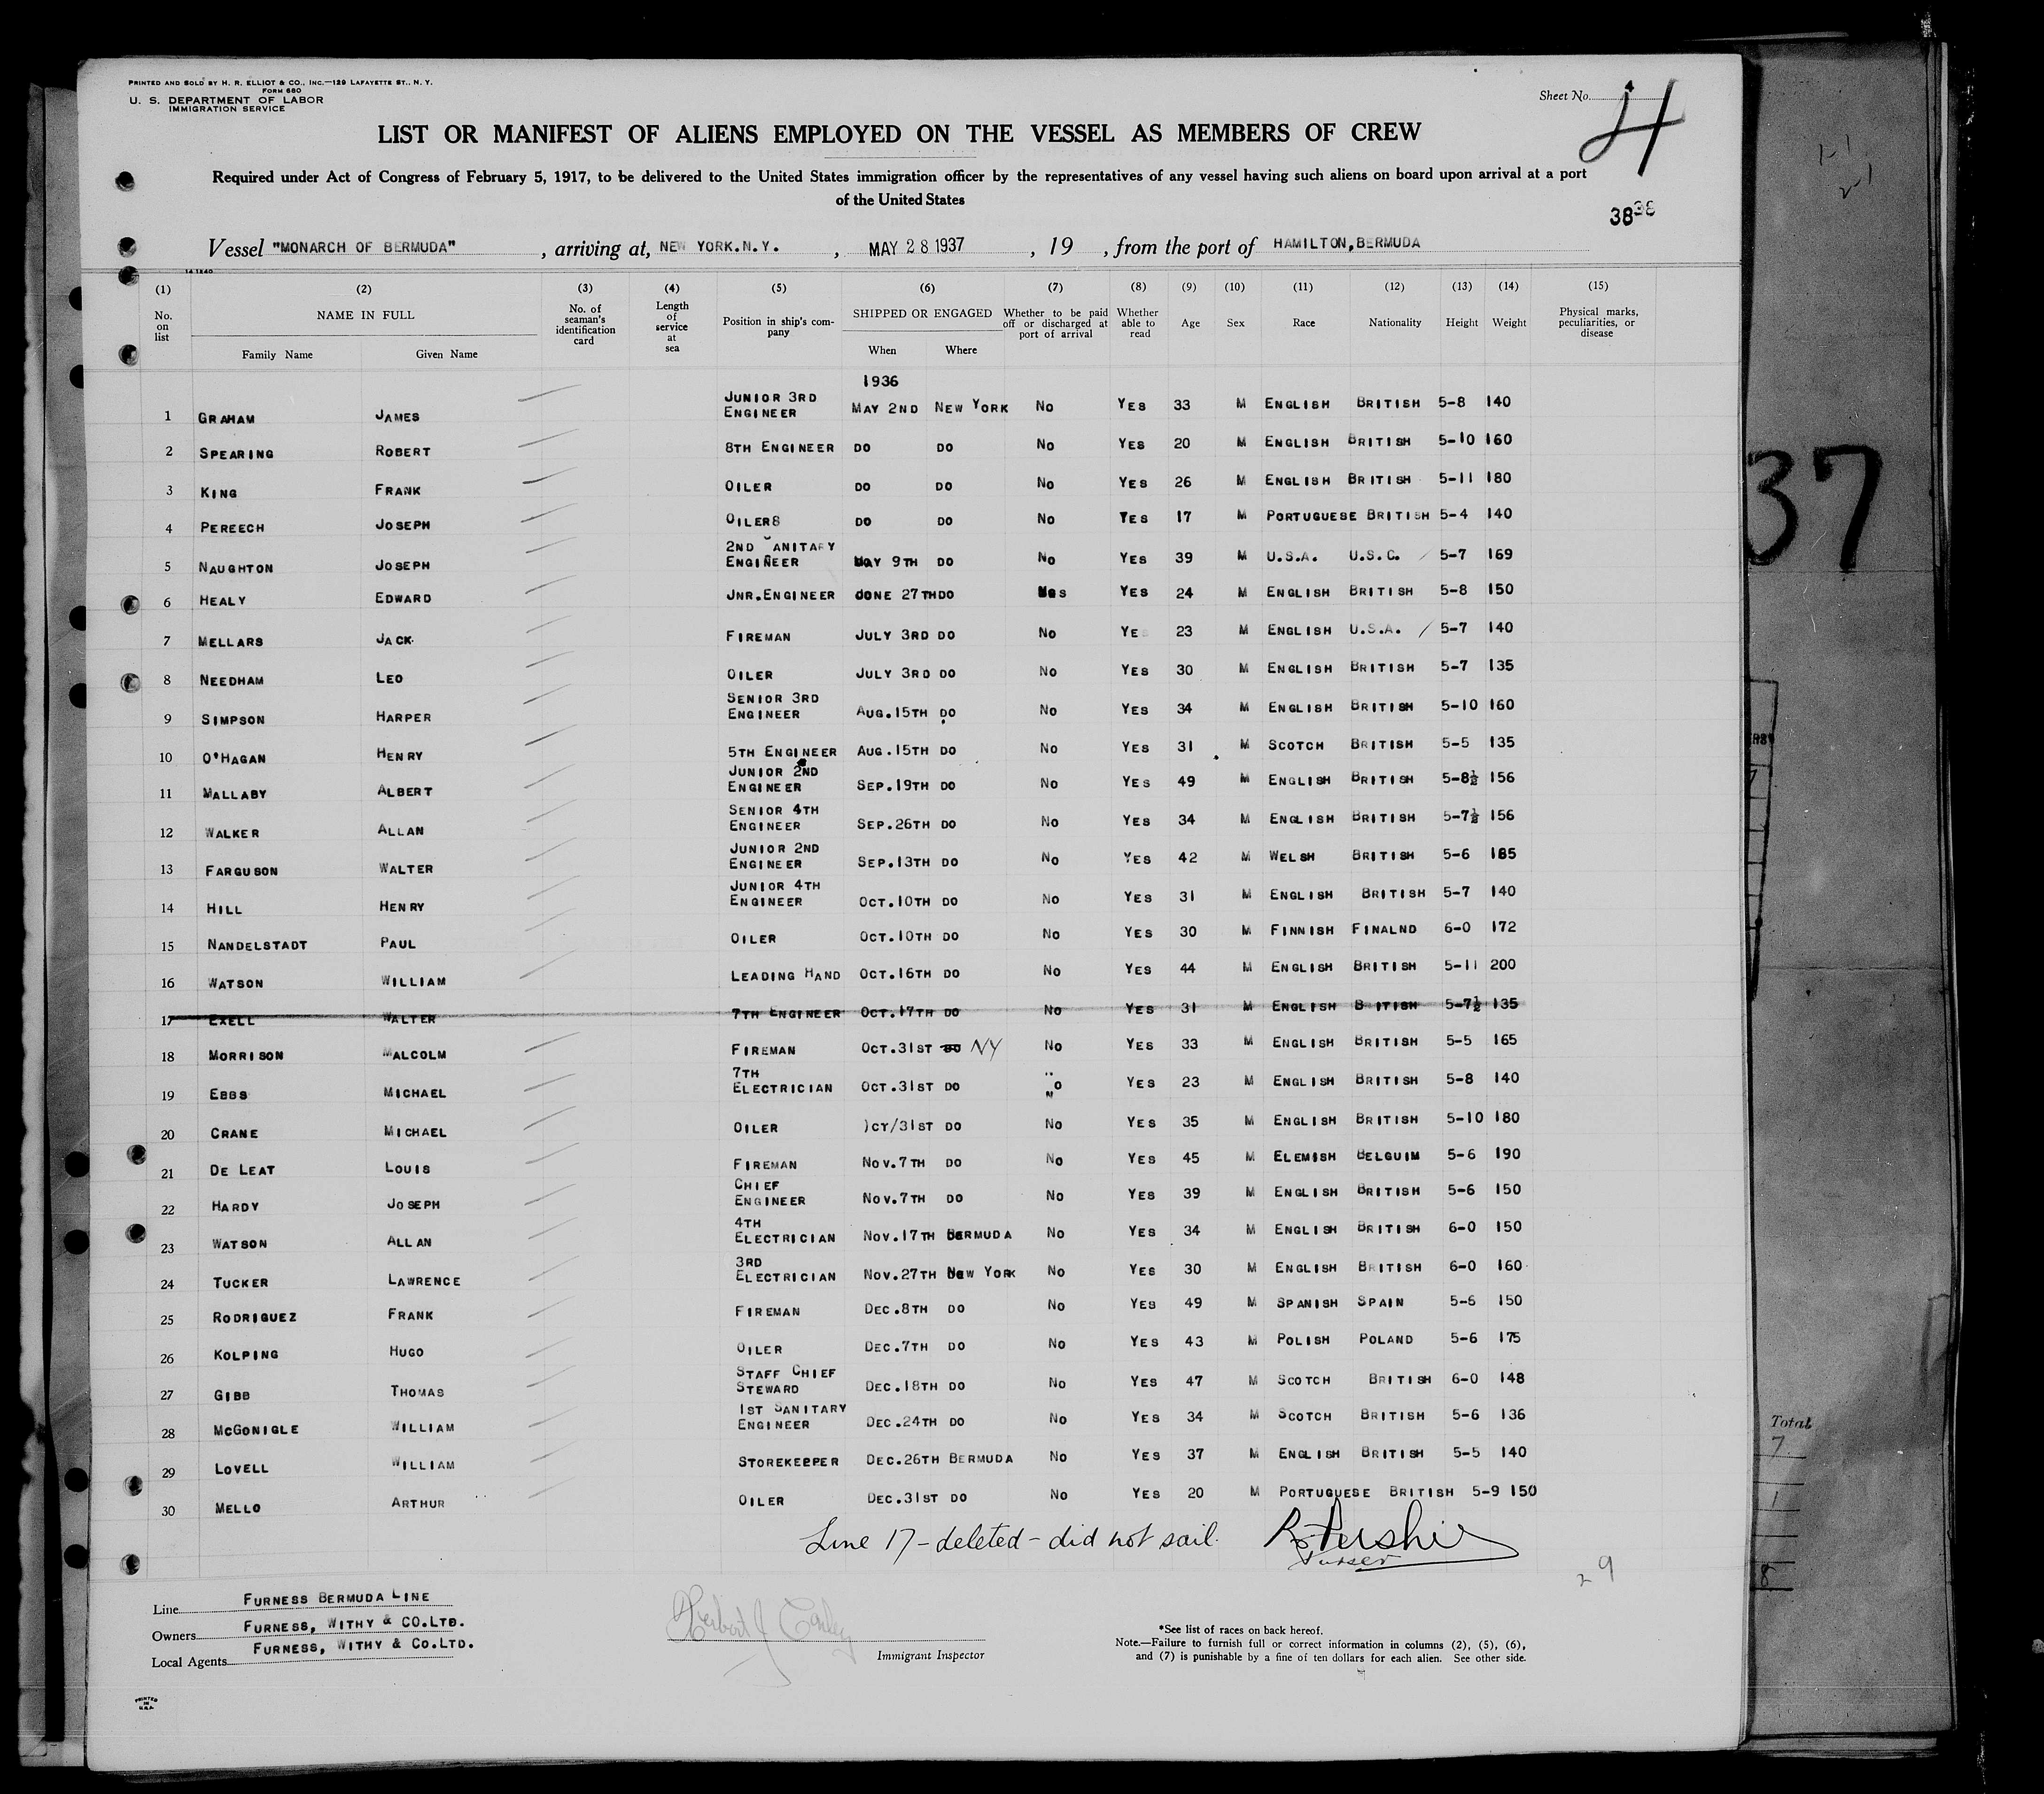 PRINTED AND SOLD BY H. R. ELLIOT & CO., INC.—129 LAFAYETTE ST., N. Y.
FORM 680
U. S. DEPARTMENT OF LABOR
IMMIGRATION SERVICE
Sheet No. 4
4
LIST OR MANIFEST OF ALIENS EMPLOYED ON THE VESSEL AS MEMBERS OF CREW
Required under Act of Congress of February 5, 1917, to be delivered to the United States immigration officer by the representatives of any vessel having such aliens on board upon arrival at a port
of the United States
38 38
Vessel "MONARCH OF BERMUDA" , arriving at, NEW YORK.N.Y. , MAY 28 1937 , 19 , from the port of HAMILTON,BERMUDA
14 1840
(1) (2) (3) (4) (5) (6) (7) (8) (9) (10) (11) (12) (13) (14) (15)
No. on list NAME IN FULL Family Name Given Name No. of seaman's identification card Length of service at sea Position in ship's company SHIPPED OR ENGAGED When Where Whether to be paid off or discharged at port of arrival Whether able to read Age Sex Race Nationality Height Weight Physical marks, peculiarities, or disease
1936
1 GRAHAM JAMES JUNIOR 3RD ENGINEER MAY 2ND NEW YORK NO YES 33 M ENGLISH BRITISH 5-8 140
2 SPEARING ROBERT 8TH ENGINEER DO DO NO YES 20 M ENGLISH BRITISH 5-10 160
3 KING FRANK OILER DO DO NO YES 26 M ENGLISH BRITISH 5-11 180
4 PEREECH JOSEPH OILER8 DO DO NO YES 17 M PORTUGUESE BRITISH 5-4 140
5 NAUGHTON JOSEPH 2ND SANITARY ENGINEER MAY 9TH DO NO YES 39 M U.S.A. U.S.C. / 5-7 169
6 HEALY EDWARD JNR.ENGINEER JUNE 27TH DO YES 24 M ENGLISH BRITISH 5-8 150
7 MELLARS JACK FIREMAN JULY 3RD DO NO YE 23 M ENGLISH U.S.A. / 5-7 140
8 NEEDHAM LEO OILER JULY 3RD DO NO YES 30 M ENGLISH BRITISH 5-7 135
9 SIMPSON HARPER SENIOR 3RD ENGINEER AUG.15TH DO NO YES 34 M ENGLISH BRITISH 5-10 160
10 O'HAGAN HENRY 5TH ENGINEER AUG.15TH DO NO YES 31 M SCOTCH BRITISH 5-5 135
11 MALLABY ALBERT JUNIOR 2ND ENGINEER SEP.19TH DO NO YES 49 M ENGLISH BRITISH 5-8½ 156
12 WALKER ALLAN SENIOR 4TH ENGINEER SEP.26TH DO NO YES 34 M ENGLISH BRITISH 5-7½ 156
13 FARGUSON WALTER JUNIOR 2ND ENGINEER SEP.13TH DO NO YES 42 M WELSH BRITISH 5-6 185
14 HILL HENRY JUNIOR 4TH ENGINEER OCT.10TH DO NO YES 31 M ENGLISH BRITISH 5-7 140
15 NANDELSTADT PAUL OILER OCT.10TH DO NO YES 30 M FINNISH FINALND 6-0 172
16 WATSON WILLIAM LEADING HAND OCT.16TH DO NO YES 44 M ENGLISH BRITISH 5-11 200
17 EXELL WALTER 7TH ENGINEER OCT.17TH DO NO YES 31 M ENGLISH BRITISH 5-7½ 135
18 MORRISON MALCOLM FIREMAN OCT.31ST DO NY NO YES 33 M ENGLISH BRITISH 5-5 165
19 EBBS MICHAEL 7TH ELECTRICIAN OCT.31ST DO NO YES 23 M ENGLISH BRITISH 5-8 140
20 CRANE MICHAEL OILER OCT/31ST DO NO YES 35 M ENGLISH BRITISH 5-10 180
21 DE LEAT LOUIS FIREMAN NOV.7TH DO NO YES 45 M ELEMISH BELGUIM 5-6 190
22 HARDY JOSEPH CHIEF ENGINEER NOV.7TH DO NO YES 39 M ENGLISH BRITISH 5-6 150
23 WATSON ALLAN 4TH ELECTRICIAN NOV.17TH BERMUDA NO YES 34 M ENGLISH BRITISH 6-0 150
24 TUCKER LAWRENCE 3RD ELECTRICIAN NOV.27TH NEW YORK NO YES 30 M ENGLISH BRITISH 6-0 160
25 RODRIGUEZ FRANK FIREMAN DEC.8TH DO NO YES 49 M SPANISH SPAIN 5-6 150
26 KOLPING HUGO OILER DEC.7TH DO NO YES 43 M POLISH POLAND 5-6 175
27 GIBB THOMAS STAFF CHIEF STEWARD DEC.18TH DO NO YES 47 M SCOTCH BRITISH 6-0 148
28 MCGONIGLE WILLIAM 1ST SANITARY ENGINEER DEC.24TH DO NO YES 34 M SCOTCH BRITISH 5-6 136
29 LOVELL WILLIAM STOREKEEPER DEC.26TH BERMUDA NO YES 37 M ENGLISH BRITISH 5-5 140
30 MELLO ARTHUR OILER DEC.31ST DO NO YES 20 M PORTUGUESE BRITISH 5-9 150
Line 17 - deleted - did not sail.
Purser
29
Line FURNESS BERMUDA LINE
Owners FURNESS, WITHY & CO.LTD.
Local Agents FURNESS, WITHY & CO.LTD.
Immigrant Inspector
*See list of races on back hereof.
Note.—Failure to furnish full or correct information in columns (2), (5), (6),
and (7) is punishable by a fine of ten dollars for each alien. See other side.
PRINTED IN U.S.A.
37
Total
7
1
8